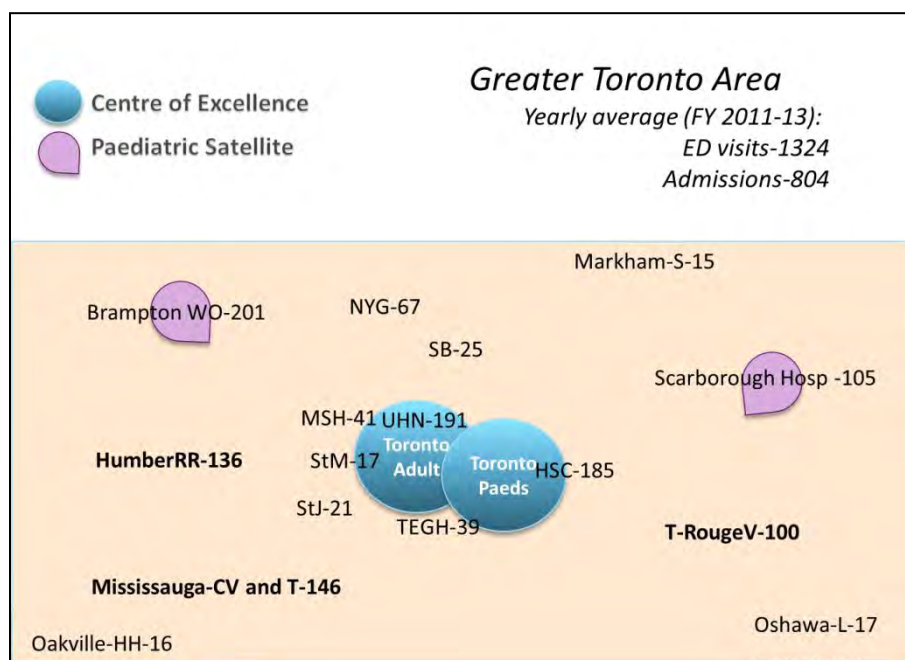 Centre of Excellence
Paediatric Satellite
Greater Toronto Area
Yearly average (FY 2011-13):
ED visits-1324
Admissions-804
Markham-S-15
Brampton WO-201
NYG-67
SB-25
Scarborough Hosp -105
MSH-41
UHN-191
Toronto
Adult
HumberRR-136
StM-17
Toronto
Paeds
HSC-185
StJ-21
TEGH-39
T-RougeV-100
Mississauga-CV and T-146
Oshawa-L-17
Oakville-HH-16